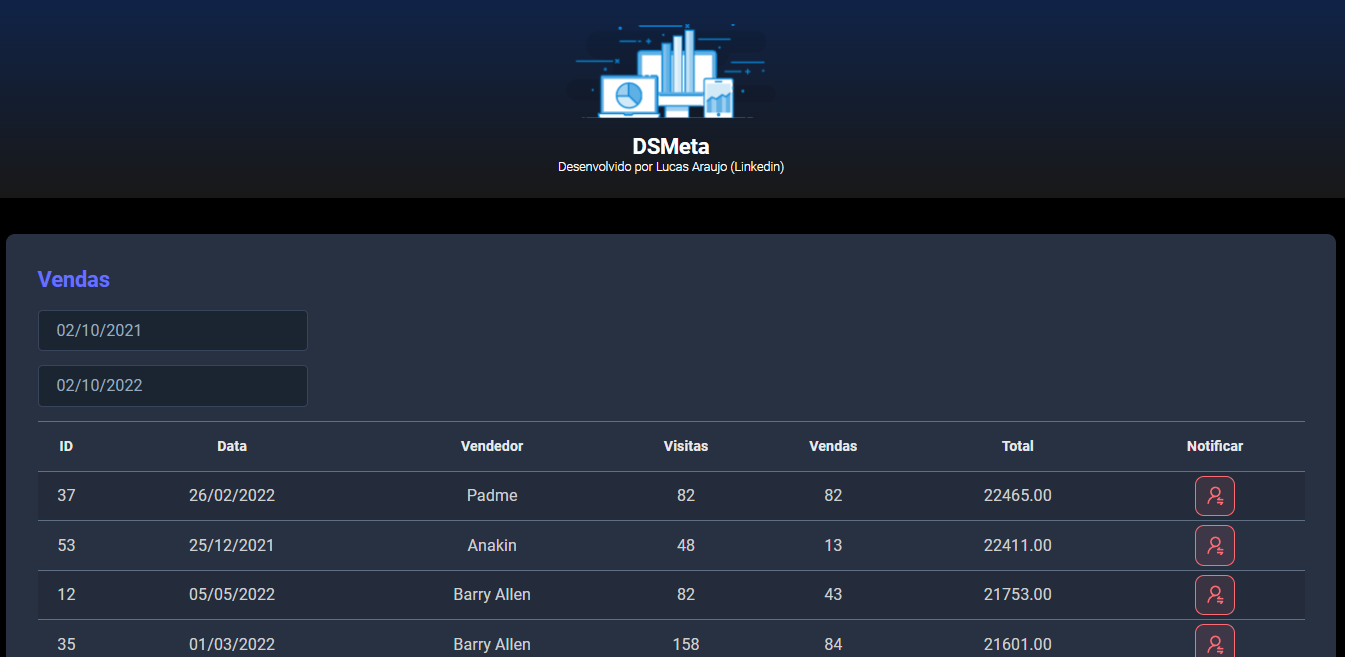 DSMeta
Desenvolvido por Lucas Araujo (Linkedin)
Vendas
02/10/2021
02/10/2022
ID Data Vendedor Visitas Vendas Total Notificar
37 26/02/2022 Padme 82 82 22465.00
53 25/12/2021 Anakin 48 13 22411.00
12 05/05/2022 Barry Allen 82 43 21753.00
35 01/03/2022 Barry Allen 158 84 21601.00